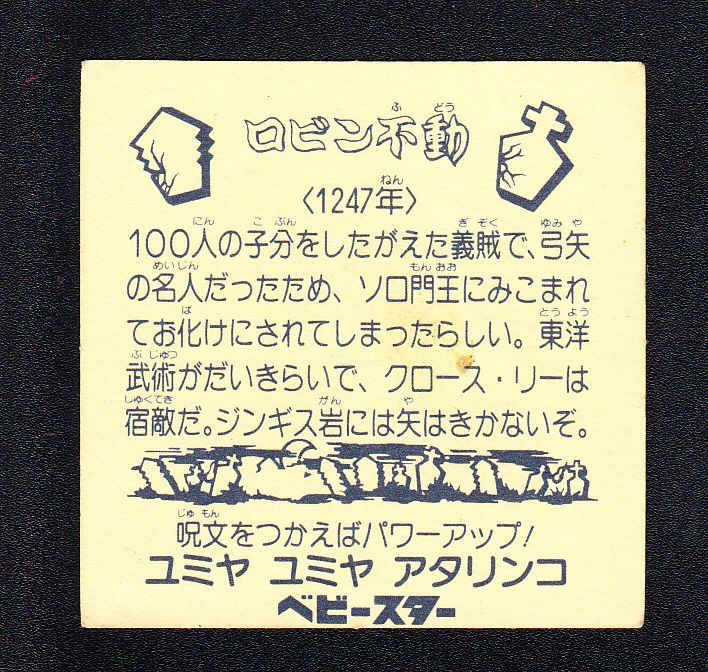 ロビン不動
〈1247年〉
100人の子分をしたがえた義賊で、弓矢
の名人だったため、ソロ門王にみこまれ
てお化けにされてしまったらしい。東洋
武術がだいきらいで、クロース・リーは
宿敵だ。ジンギス岩には矢はきかないぞ。
呪文をつかえばパワーアップ!
ユミヤ ユミヤ アタリンコ
ベビースター